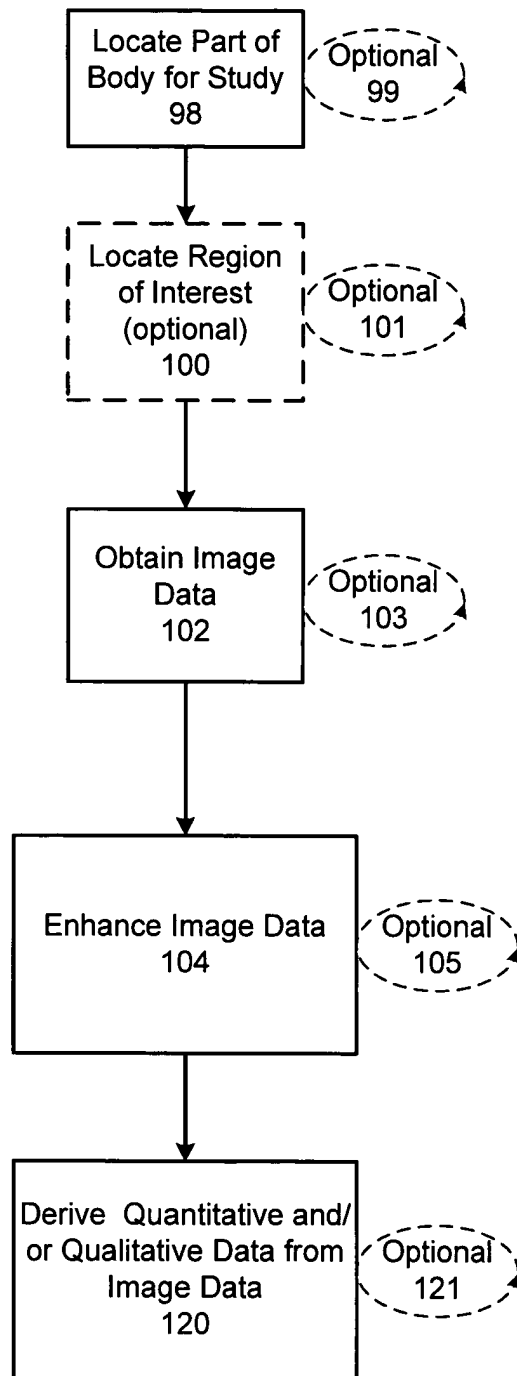 Locate Part of
Body for Study
98
Optional
99
Locate Region
of Interest
(optional)
100
Optional
101
Obtain Image
Data
102
Optional
103
Enhance Image Data
104
Optional
105
Derive Quantitative and/
or Qualitative Data from
Image Data
120
Optional
121